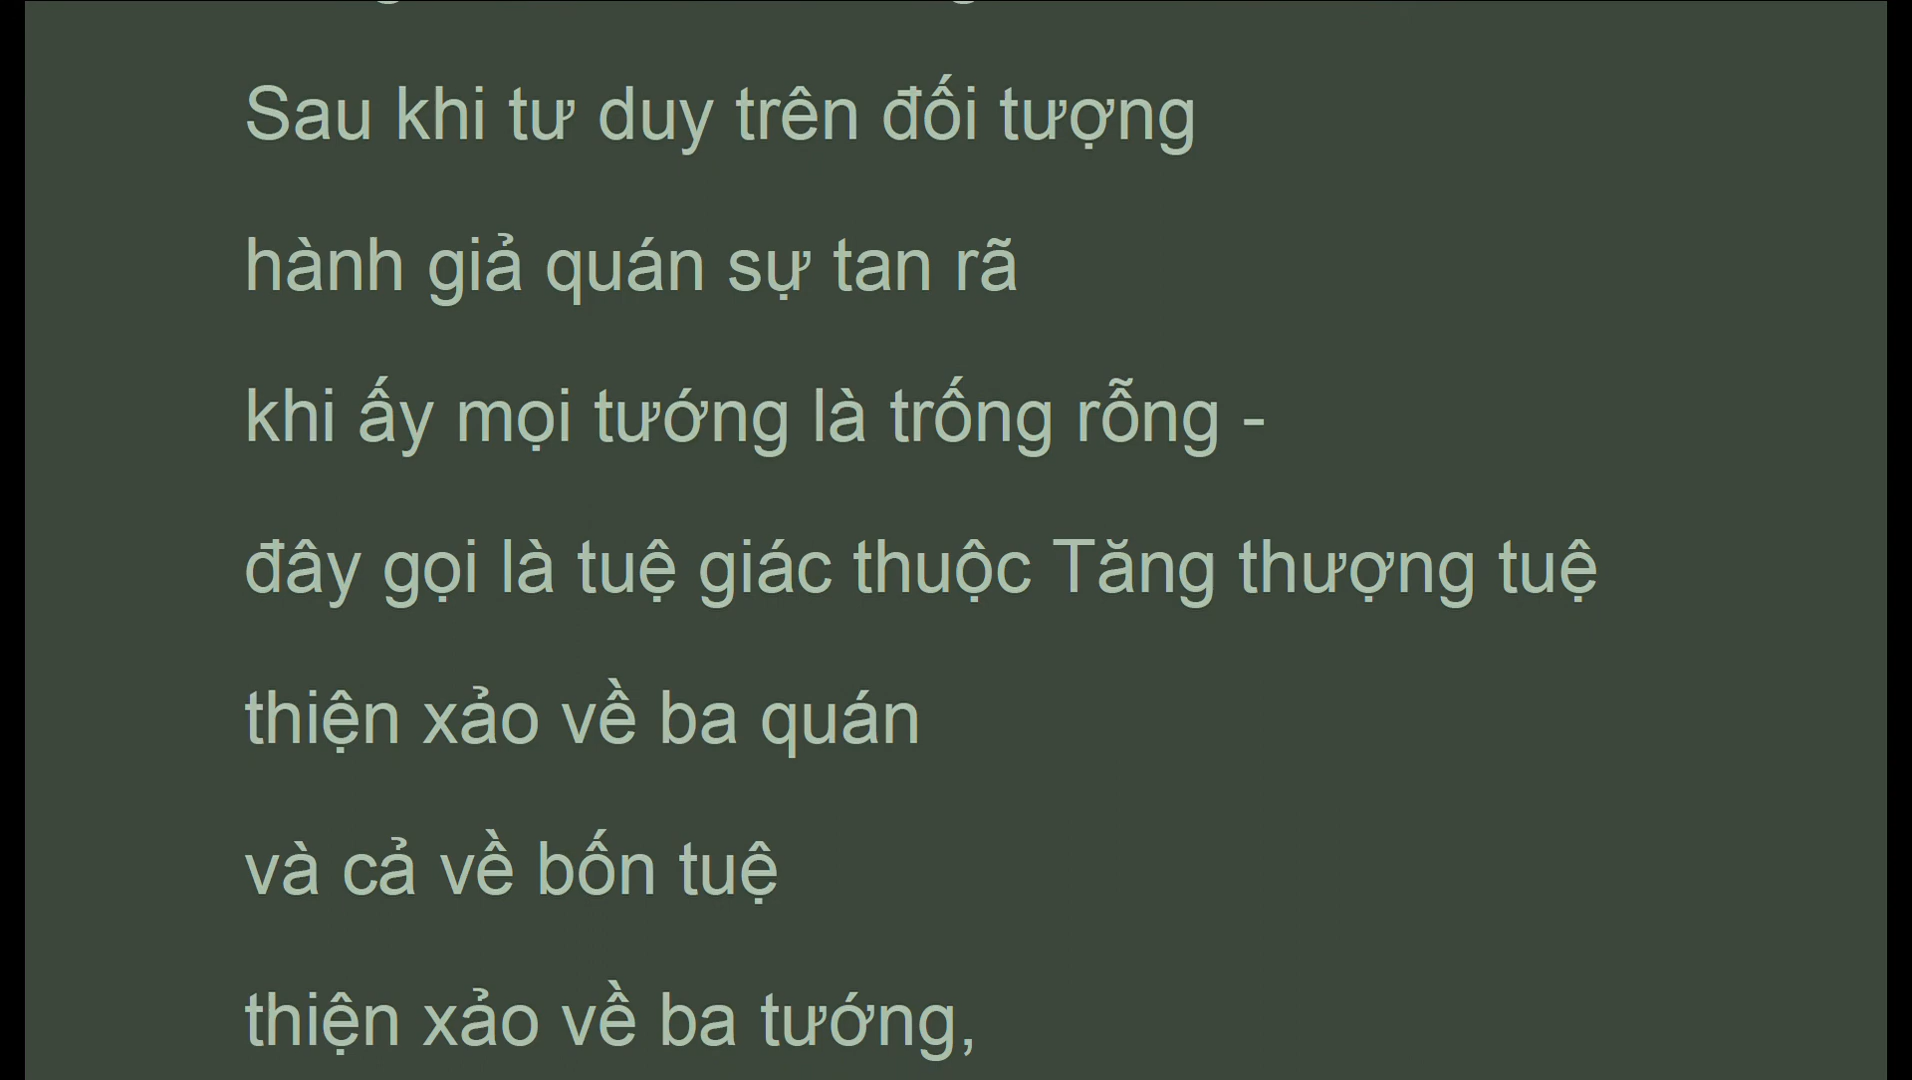 Sau khi tư duy trên đối tượng
hành giả quán sự tan rã
khi ấy mọi tướng là trống rỗng -
đây gọi là tuệ giác thuộc Tăng thượng tuệ
thiện xảo về ba quán
và cả về bốn tuệ
thiện xảo về ba tướng,